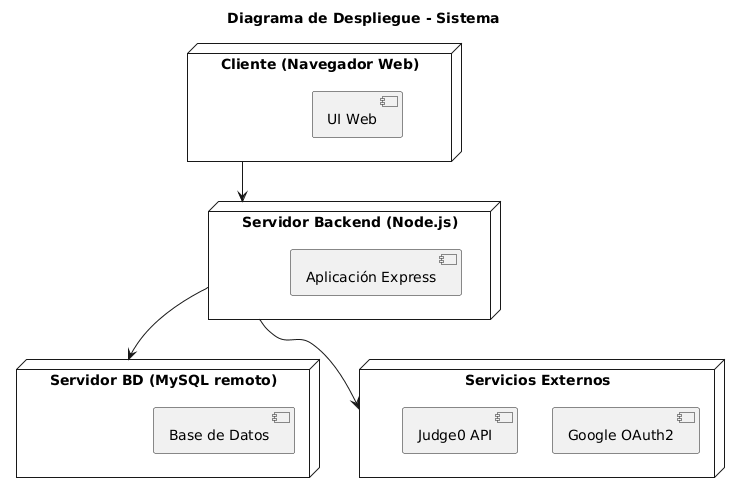 Diagrama de Despliegue - Sistema
Cliente (Navegador Web)
UI Web
Servidor Backend (Node.js)
Aplicación Express
Servidor BD (MySQL remoto)
Base de Datos
Servicios Externos
Judge0 API
Google OAuth2